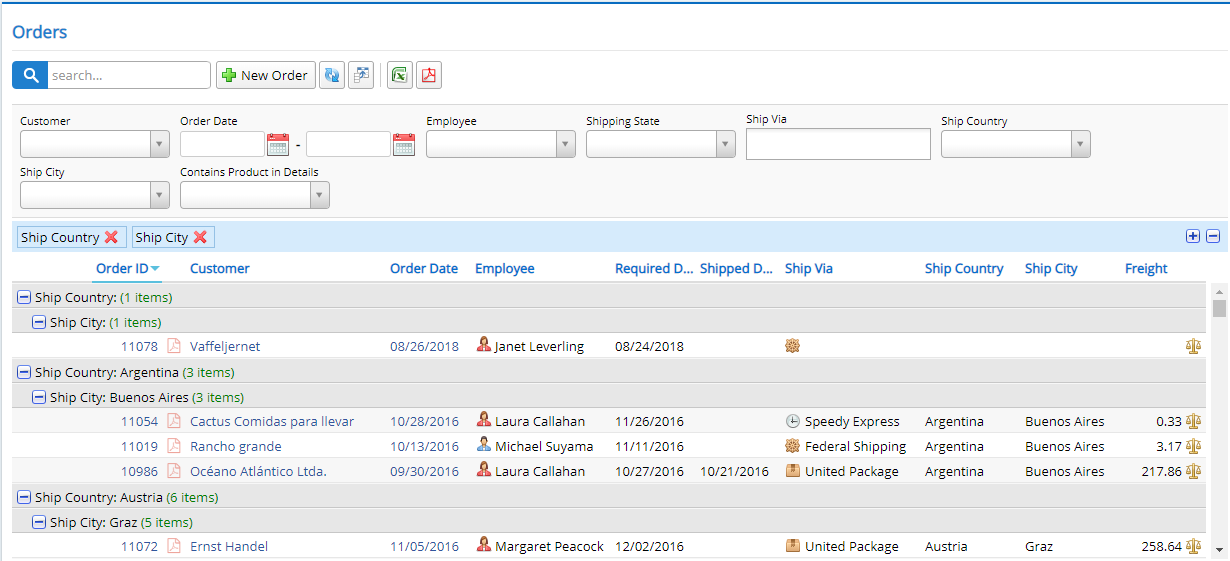 Orders
search... New Order
Customer Order Date Employee Shipping State Ship Via Ship Country
-
Ship City Contains Product in Details
Ship Country Ship City
Order ID Customer Order Date Employee Required D... Shipped D... Ship Via Ship Country Ship City Freight
Ship Country: (1 items)
Ship City: (1 items)
11078 Vaffeljernet 08/26/2018 Janet Leverling 08/24/2018
Ship Country: Argentina (3 items)
Ship City: Buenos Aires (3 items)
11054 Cactus Comidas para llevar 10/28/2016 Laura Callahan 11/26/2016 Speedy Express Argentina Buenos Aires 0.33
11019 Rancho grande 10/13/2016 Michael Suyama 11/11/2016 Federal Shipping Argentina Buenos Aires 3.17
10986 Océano Atlántico Ltda. 09/30/2016 Laura Callahan 10/27/2016 10/21/2016 United Package Argentina Buenos Aires 217.86
Ship Country: Austria (6 items)
Ship City: Graz (5 items)
11072 Ernst Handel 11/05/2016 Margaret Peacock 12/02/2016 United Package Austria Graz 258.64